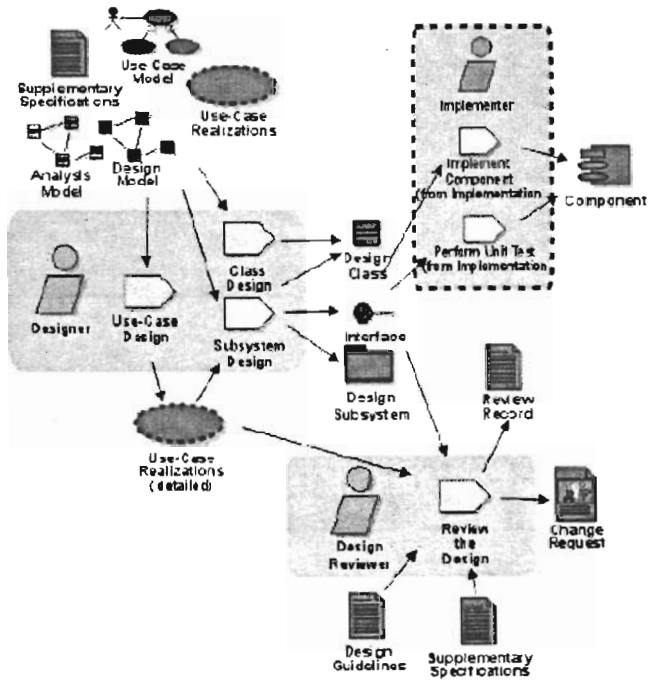 Use-Case
Model
Supplementary
Specifications
Use-Case
Realizations
Analysis
Model
Design
Model
Implementer
Implement
Component
(from Implementation)
Component
Perform Unit Test
(from Implementation)
Designer
Use-Case
Design
Class
Design
Subsystem
Design
Design
Class
Interface
Design
Subsystem
Review
Record
Use-Case
Realizations
(detailed)
Design
Reviewer
Review
the
Design
Change
Request
Design
Guidelines
Supplementary
Specifications